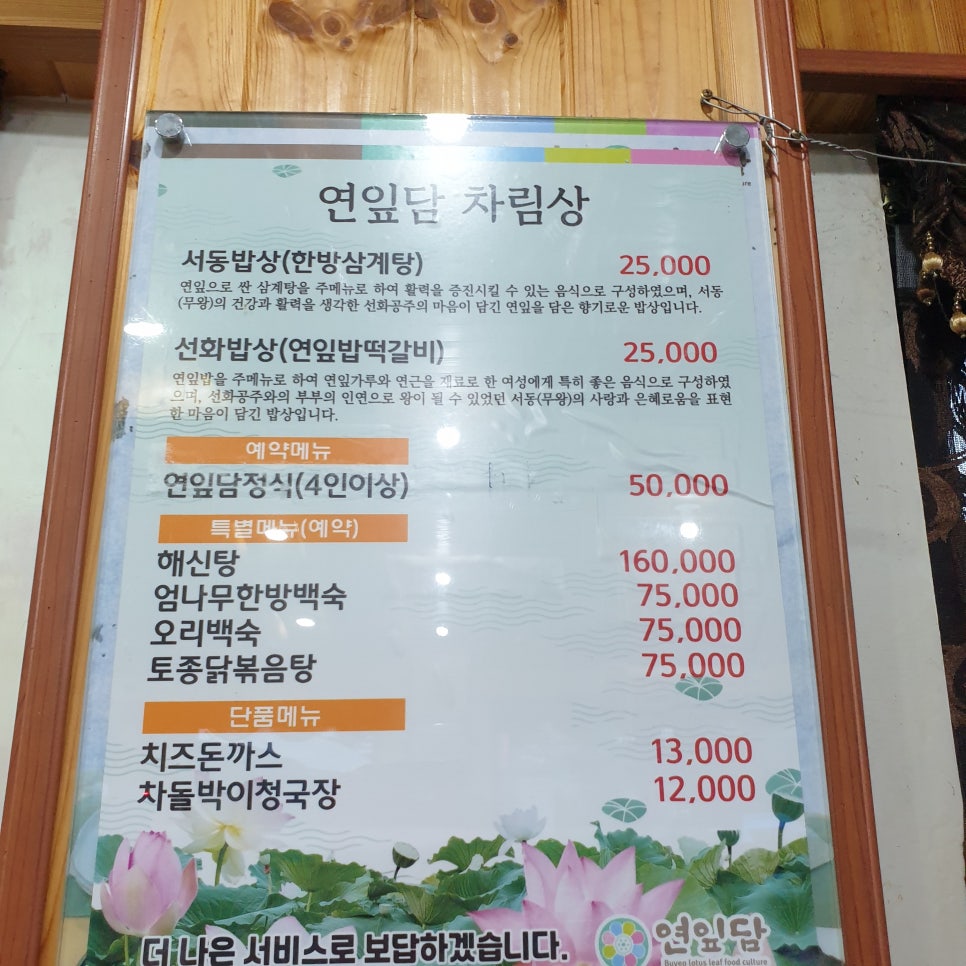 연잎담 차림상
서동밥상(한방삼계탕) 25,000
연잎으로 싼 삼계탕을 주메뉴로 하여 활력을 증진시킬 수 있는 음식으로 구성하였으며, 서동
(무왕)의 건강과 활력을 생각한 선화공주의 마음이 담긴 연잎을 담은 향기로운 밥상입니다.
선화밥상(연잎밥떡갈비) 25,000
연잎밥을 주메뉴로 하여 연잎가루와 연근을 재료로 한 여성에게 특히 좋은 음식으로 구성하였
으며, 선화공주와의 부부의 인연으로 왕이 될 수 있었던 서동(무왕)의 사랑과 은혜로움을 표현
한 마음이 담긴 밥상입니다.
예약메뉴
연잎담정식(4인이상) 50,000
특별메뉴(예약)
해신탕 160,000
엄나무한방백숙 75,000
오리백숙 75,000
토종닭볶음탕 75,000
단품메뉴
치즈돈까스 13,000
차돌박이청국장 12,000
더 나은 서비스로 보답하겠습니다.
연잎담
Buyeo lotus leaf food culture